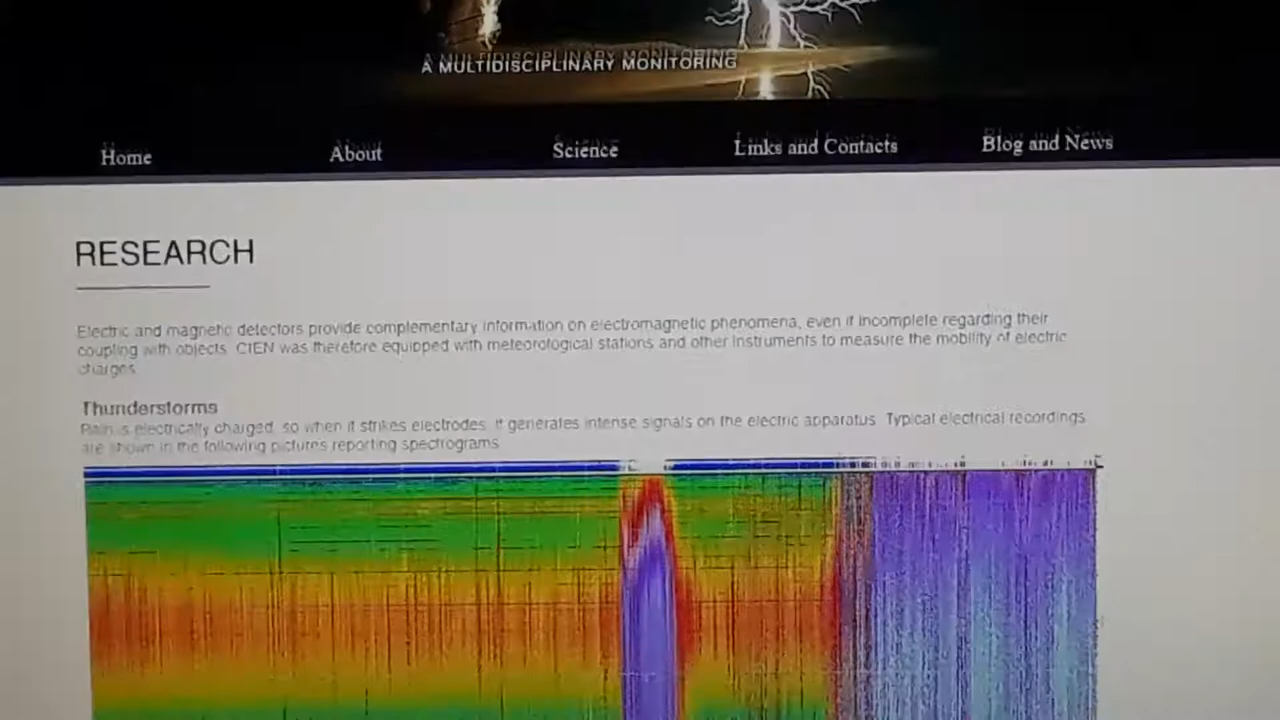 A MULTIDISCIPLINARY MONITORING
Home About Science Links and Contacts Blog and News
RESEARCH
Electric and magnetic detectors provide complementary information on electromagnetic phenomena, even if incomplete regarding their
coupling with objects. CIEN was therefore equipped with meteorological stations and other instruments to measure the mobility of electric
charges.
Thunderstorms
Rain is electrically charged, so when it strikes electrodes, it generates intense signals on the electric apparatus. Typical electrical recordings
are shown in the following pictures reporting spectrograms